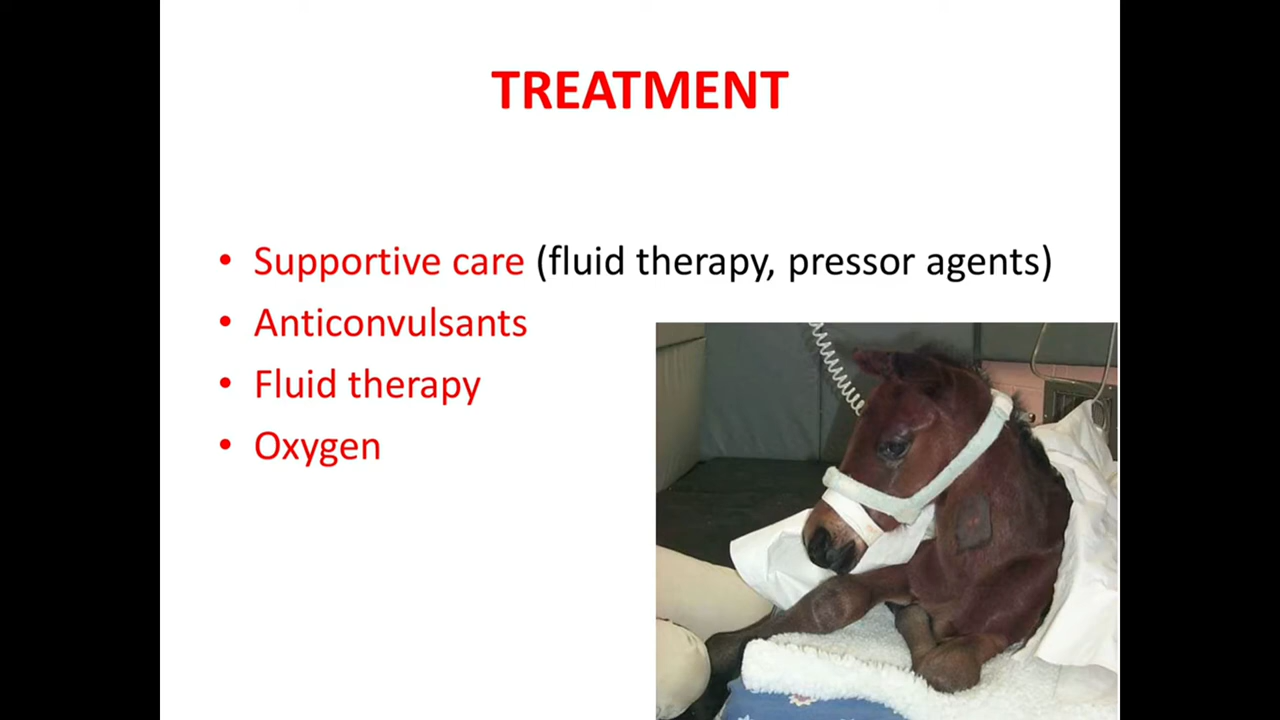 TREATMENT
• Supportive care (fluid therapy, pressor agents)
• Anticonvulsants
• Fluid therapy
• Oxygen